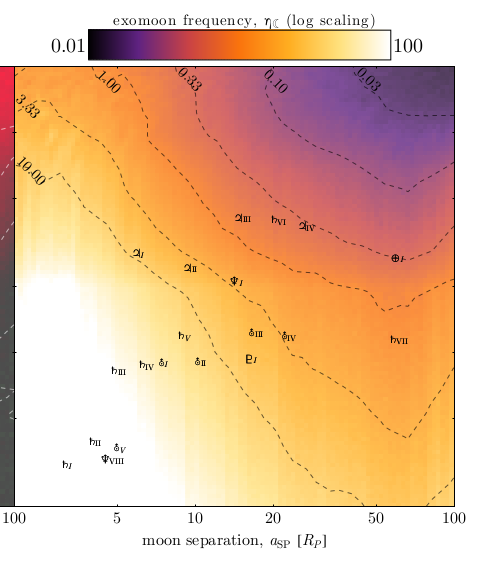 exomoon frequency, η☾ (log scaling)
0.01 100
1.00 0.33 0.10 0.03
3.33
10.00
♃III ♄VI ♃IV
♃I ⊕I
♃II ♆I
♄V ⛢III ⛢IV ♄VII
♄III ♄IV ⛢I ⛢II ♇I
♄II ⛢V
♄I ♆VIII
100 5 10 20 50 100
moon separation, aSP [RP]